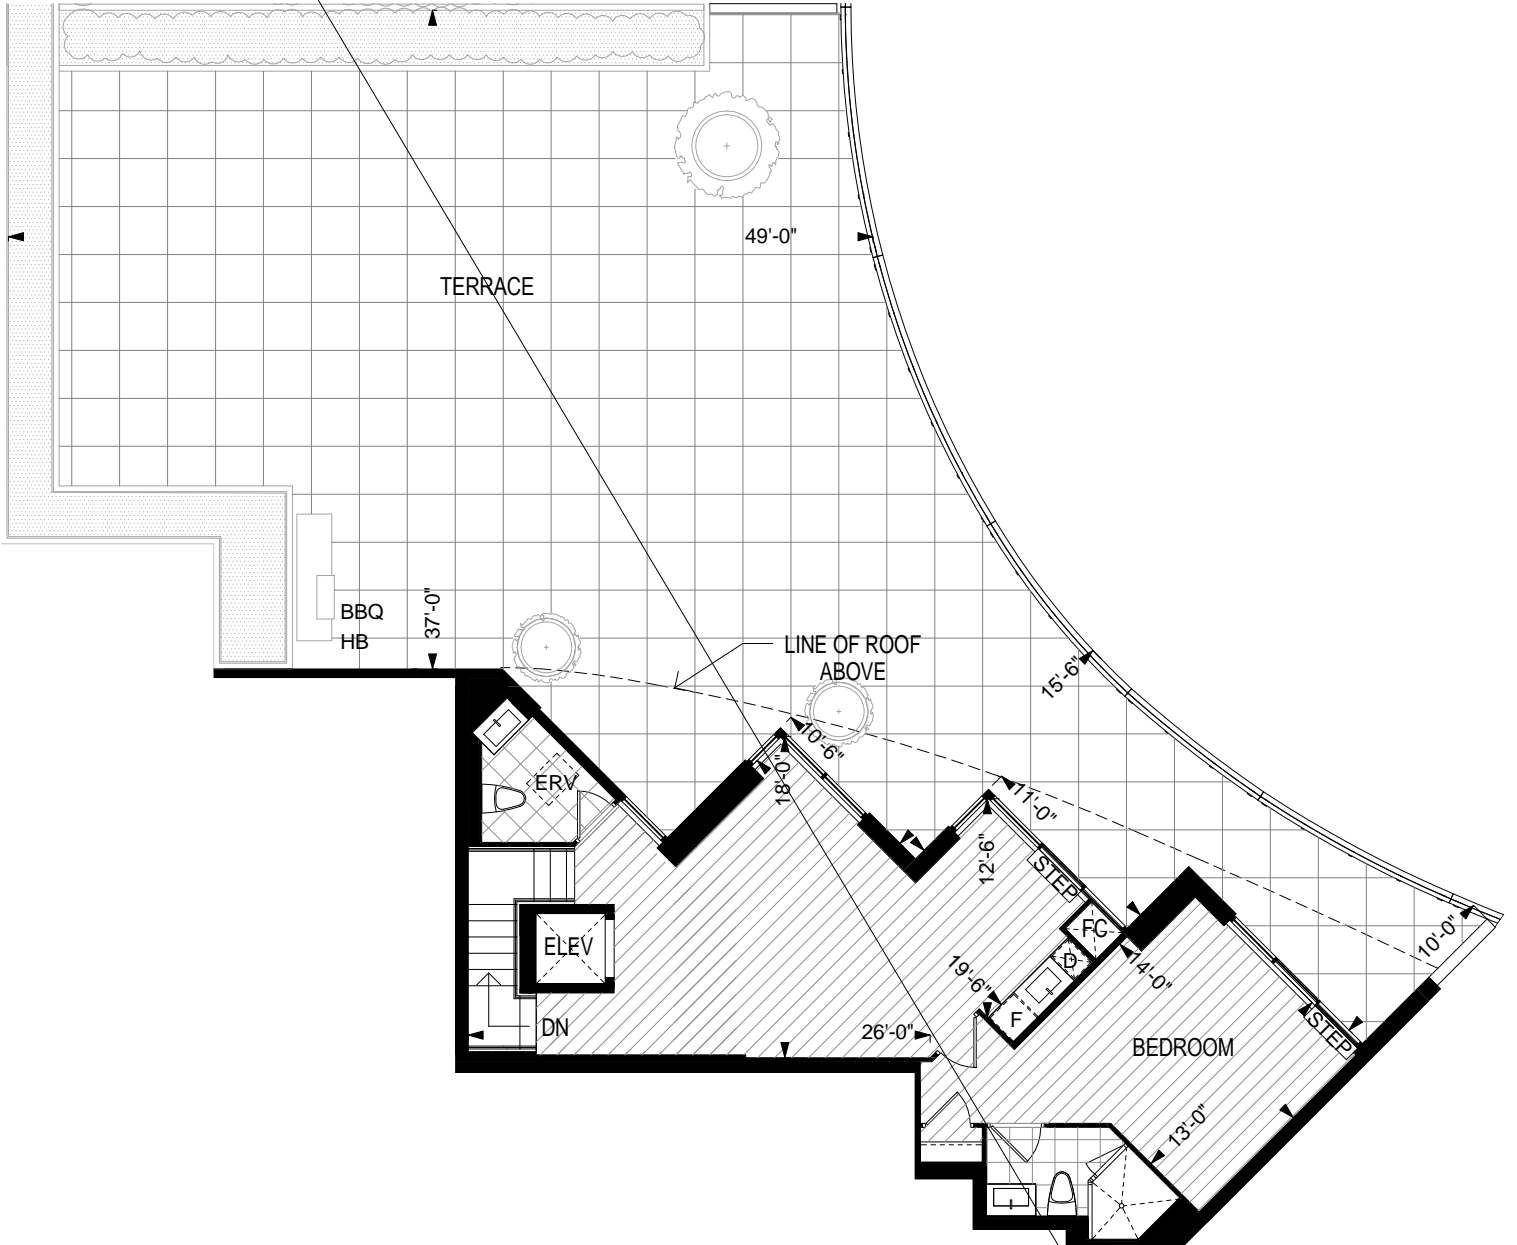 49'-0"
TERRACE
37'-0"
BBQ
HB
LINE OF ROOF
ABOVE
15'-6"
10'-6"
18'-0"
ERV
11'-0"
12'-6"
STEP
FC
10'-0"
ELEV
D
19'-6"
14'-0"
F
DN
26'-0"
STEP
BEDROOM
13'-0"